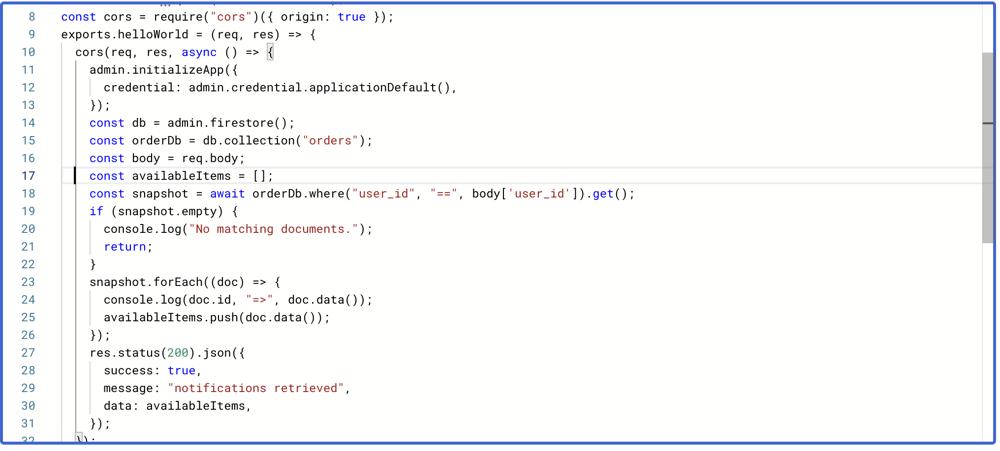 8 const cors = require("cors")({ origin: true });
9 exports.helloWorld = (req, res) => {
10 cors(req, res, async () => {
11 admin.initializeApp({
12 credential: admin.credential.applicationDefault(),
13 });
14 const db = admin.firestore();
15 const orderDb = db.collection("orders");
16 const body = req.body;
17 const availableItems = [];
18 const snapshot = await orderDb.where("user_id", "==", body['user_id']).get();
19 if (snapshot.empty) {
20 console.log("No matching documents.");
21 return;
22 }
23 snapshot.forEach((doc) => {
24 console.log(doc.id, "=>", doc.data());
25 availableItems.push(doc.data());
26 });
27 res.status(200).json({
28 success: true,
29 message: "notifications retrieved",
30 data: availableItems,
31 });
32 });